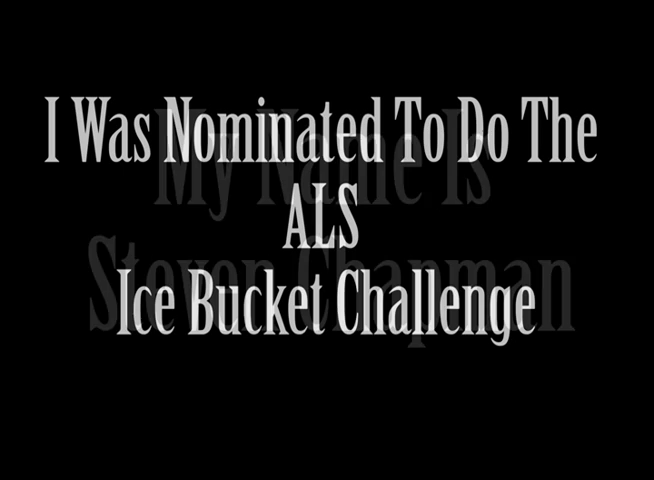 I Was Nominated To Do The
My Name Is
ALS
Steven Chapman
Ice Bucket Challenge